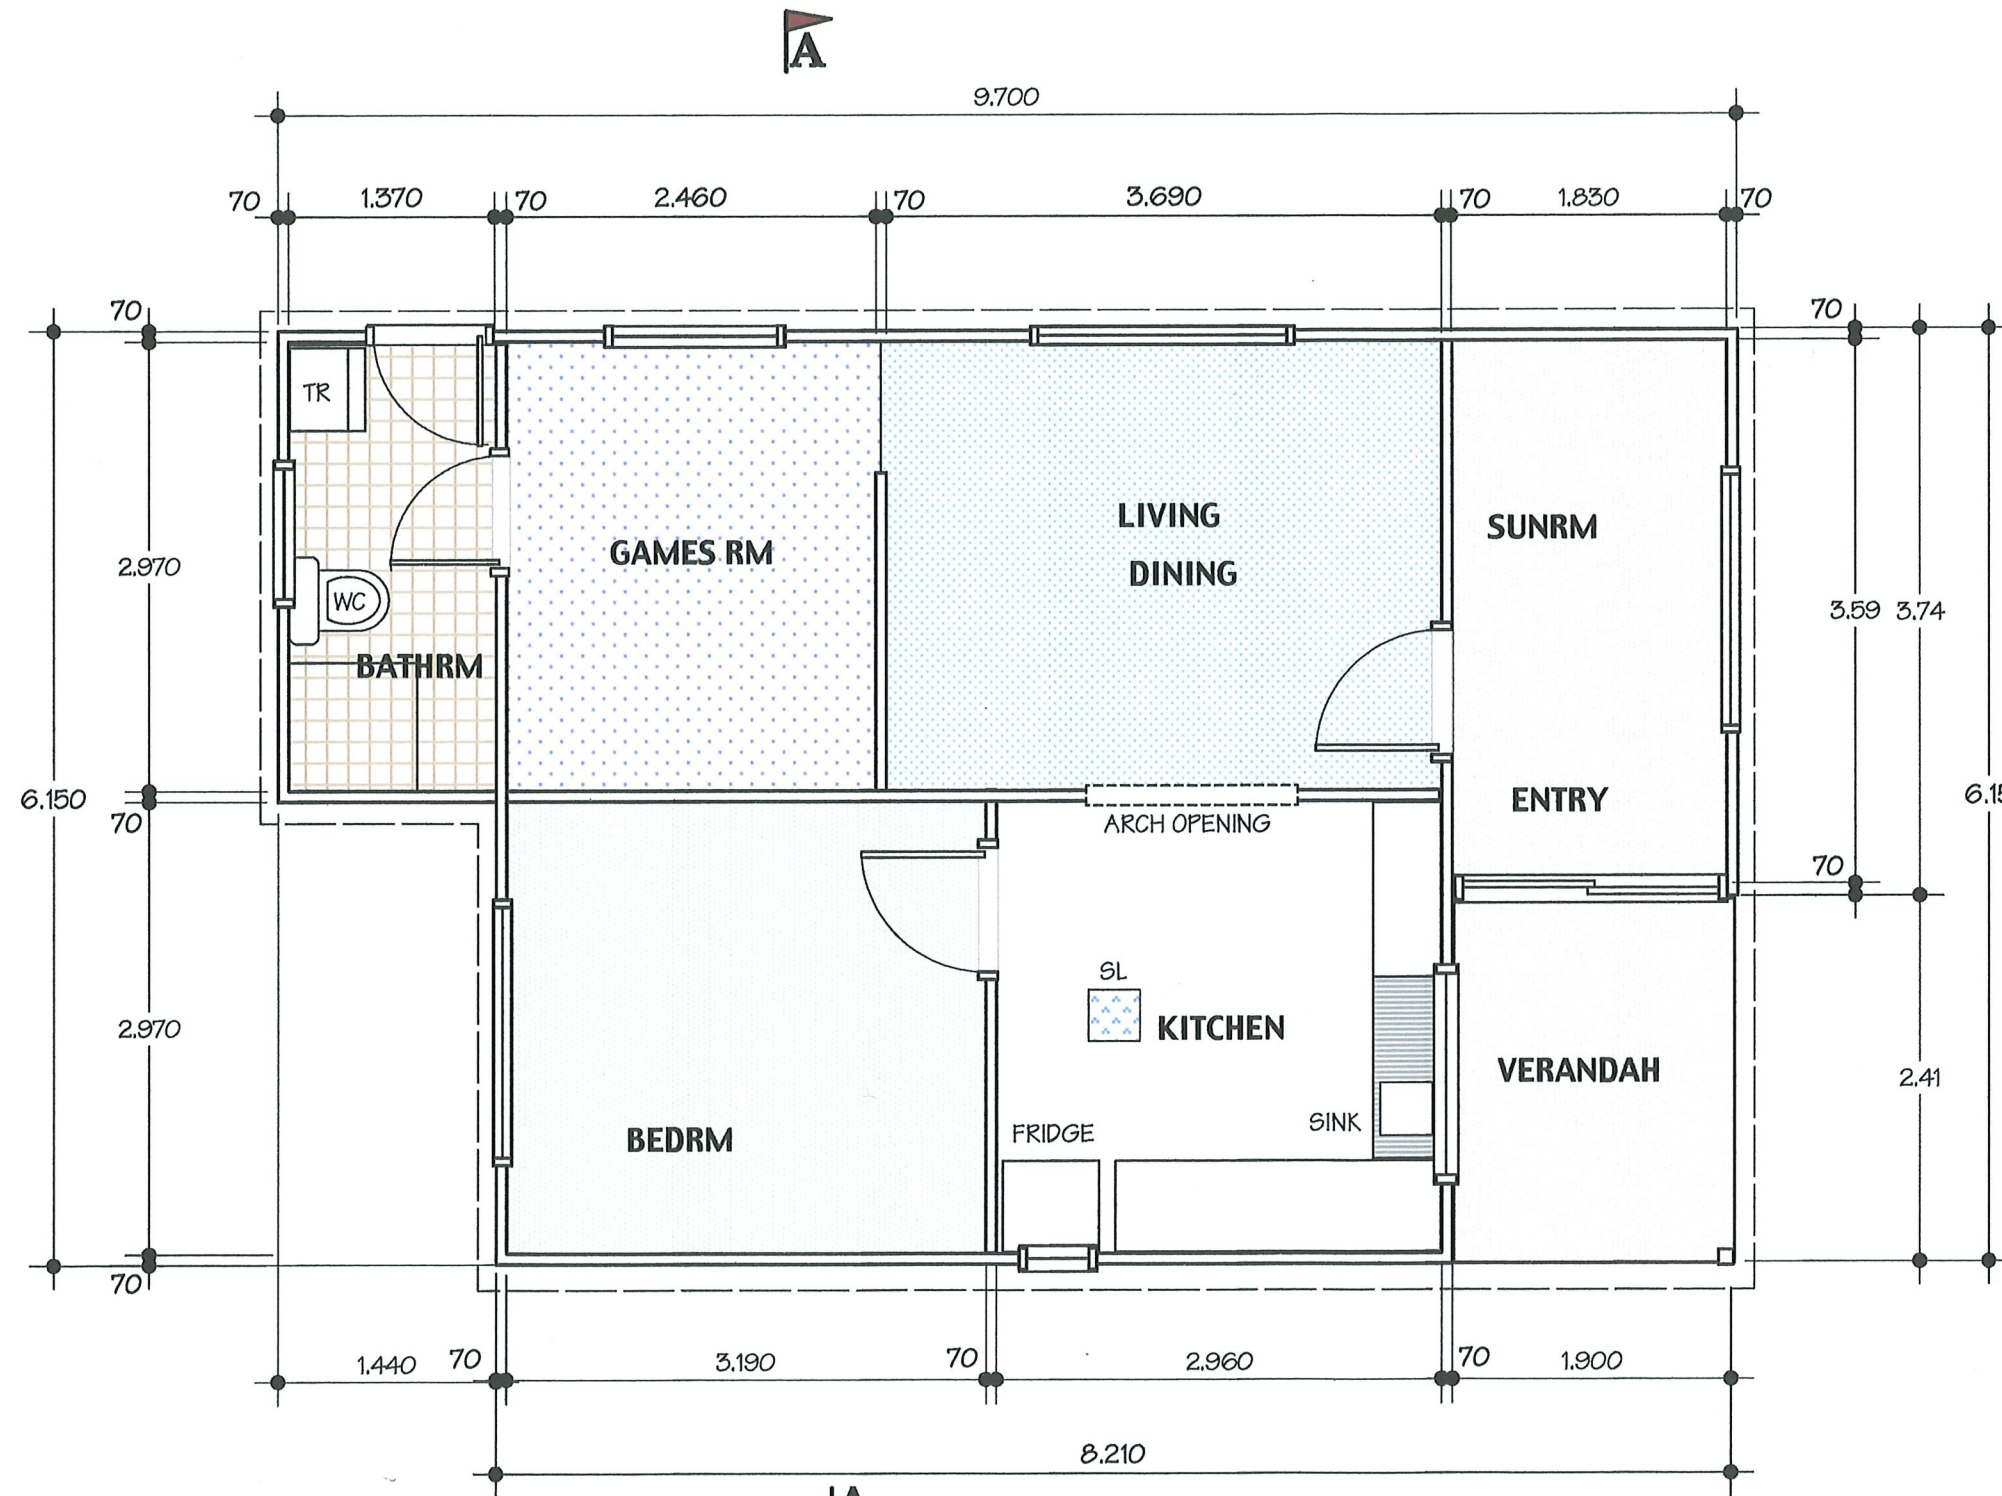 A
9.700
70 1.370 70 2.460 70 3.690 70 1.830 70
70
70
TR
LIVING
DINING
SUNRM
GAMES RM
2.970
WC
3.59 3.74
BATHRM
6.150
ENTRY
70
ARCH OPENING
70
SL
KITCHEN
2.970
VERANDAH
2.41
BEDRM
FRIDGE
SINK
70
1.440 70 3.190 70 2.960 70 1.900
8.210